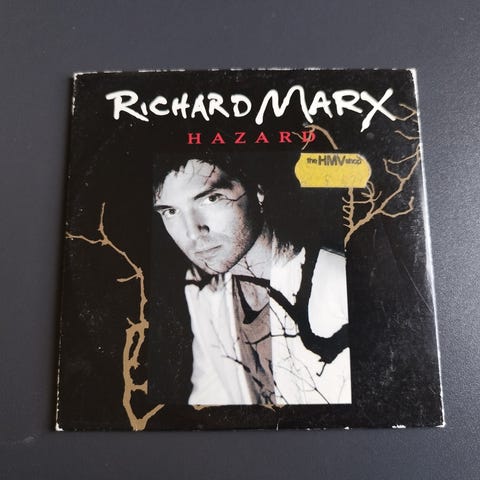 RICHARD MARX
HAZARD
the HMV shop